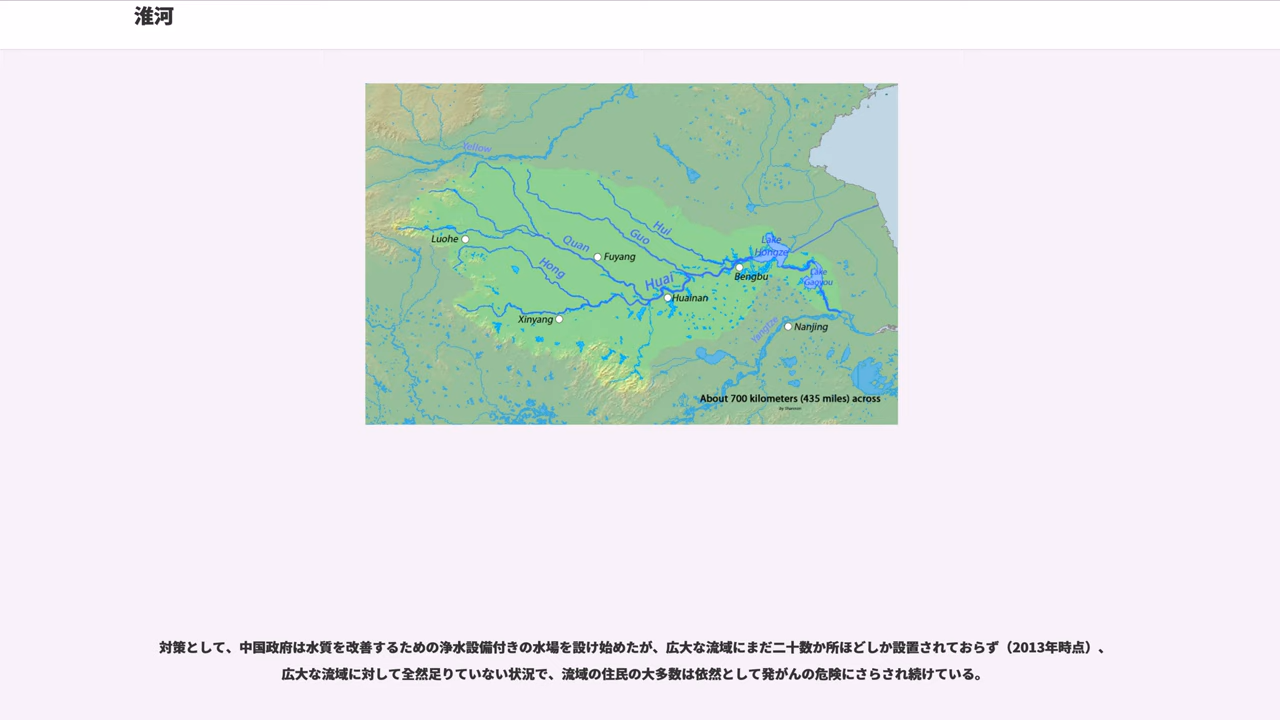 淮河
Yellow
Hui
Guo
Quan
Hong
Huai
Luohe
Fuyang
Lake
Hongze
Bengbu
Lake
Gaoyou
Huainan
Xinyang
Yangtze
Nanjing
About 700 kilometers (435 miles) across
By Shannon
対策として、中国政府は水質を改善するための浄水設備付きの水場を設け始めたが、広大な流域にまだ二十数か所ほどしか設置されておらず（2013年時点）、
広大な流域に対して全然足りていない状況で、流域の住民の大多数は依然として発がんの危険にさらされ続けている。